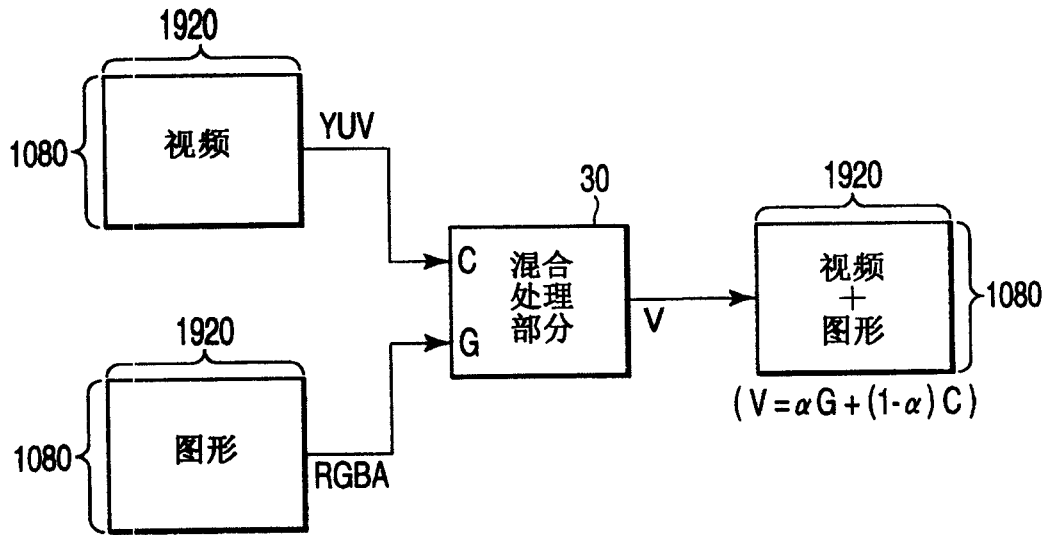 1920
1080
视频
YUV
30
C
混合
处理
部分
G
V
1920
视频
+
图形
1080
(V=αG+(1-α)C)
1920
1080
图形
RGBA